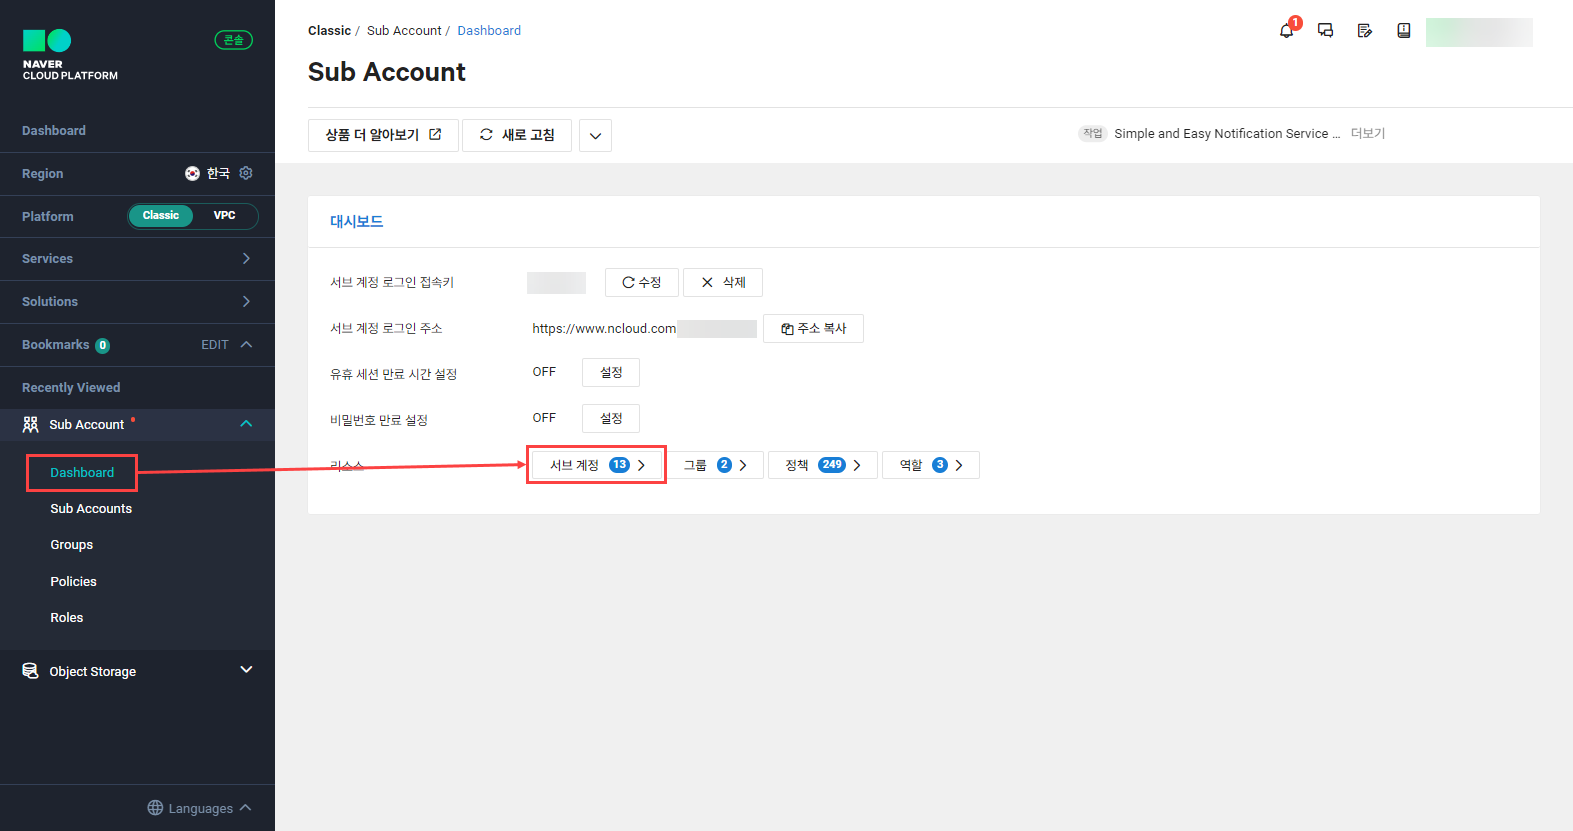 NAVER
CLOUD PLATFORM
콘솔
Dashboard
Region 한국
Platform Classic VPC
Services
Solutions
Bookmarks 0 EDIT
Recently Viewed
Sub Account
Dashboard
Sub Accounts
Groups
Policies
Roles
Object Storage
Languages
Classic / Sub Account / Dashboard
1
Sub Account
상품 더 알아보기 새로 고침
작업 Simple and Easy Notification Service ... 더보기
대시보드
서브 계정 로그인 접속키 수정 삭제
서브 계정 로그인 주소 https://www.ncloud.com 주소 복사
유휴 세션 만료 시간 설정 OFF 설정
비밀번호 만료 설정 OFF 설정
리소스 서브 계정 13 그룹 2 정책 249 역할 3